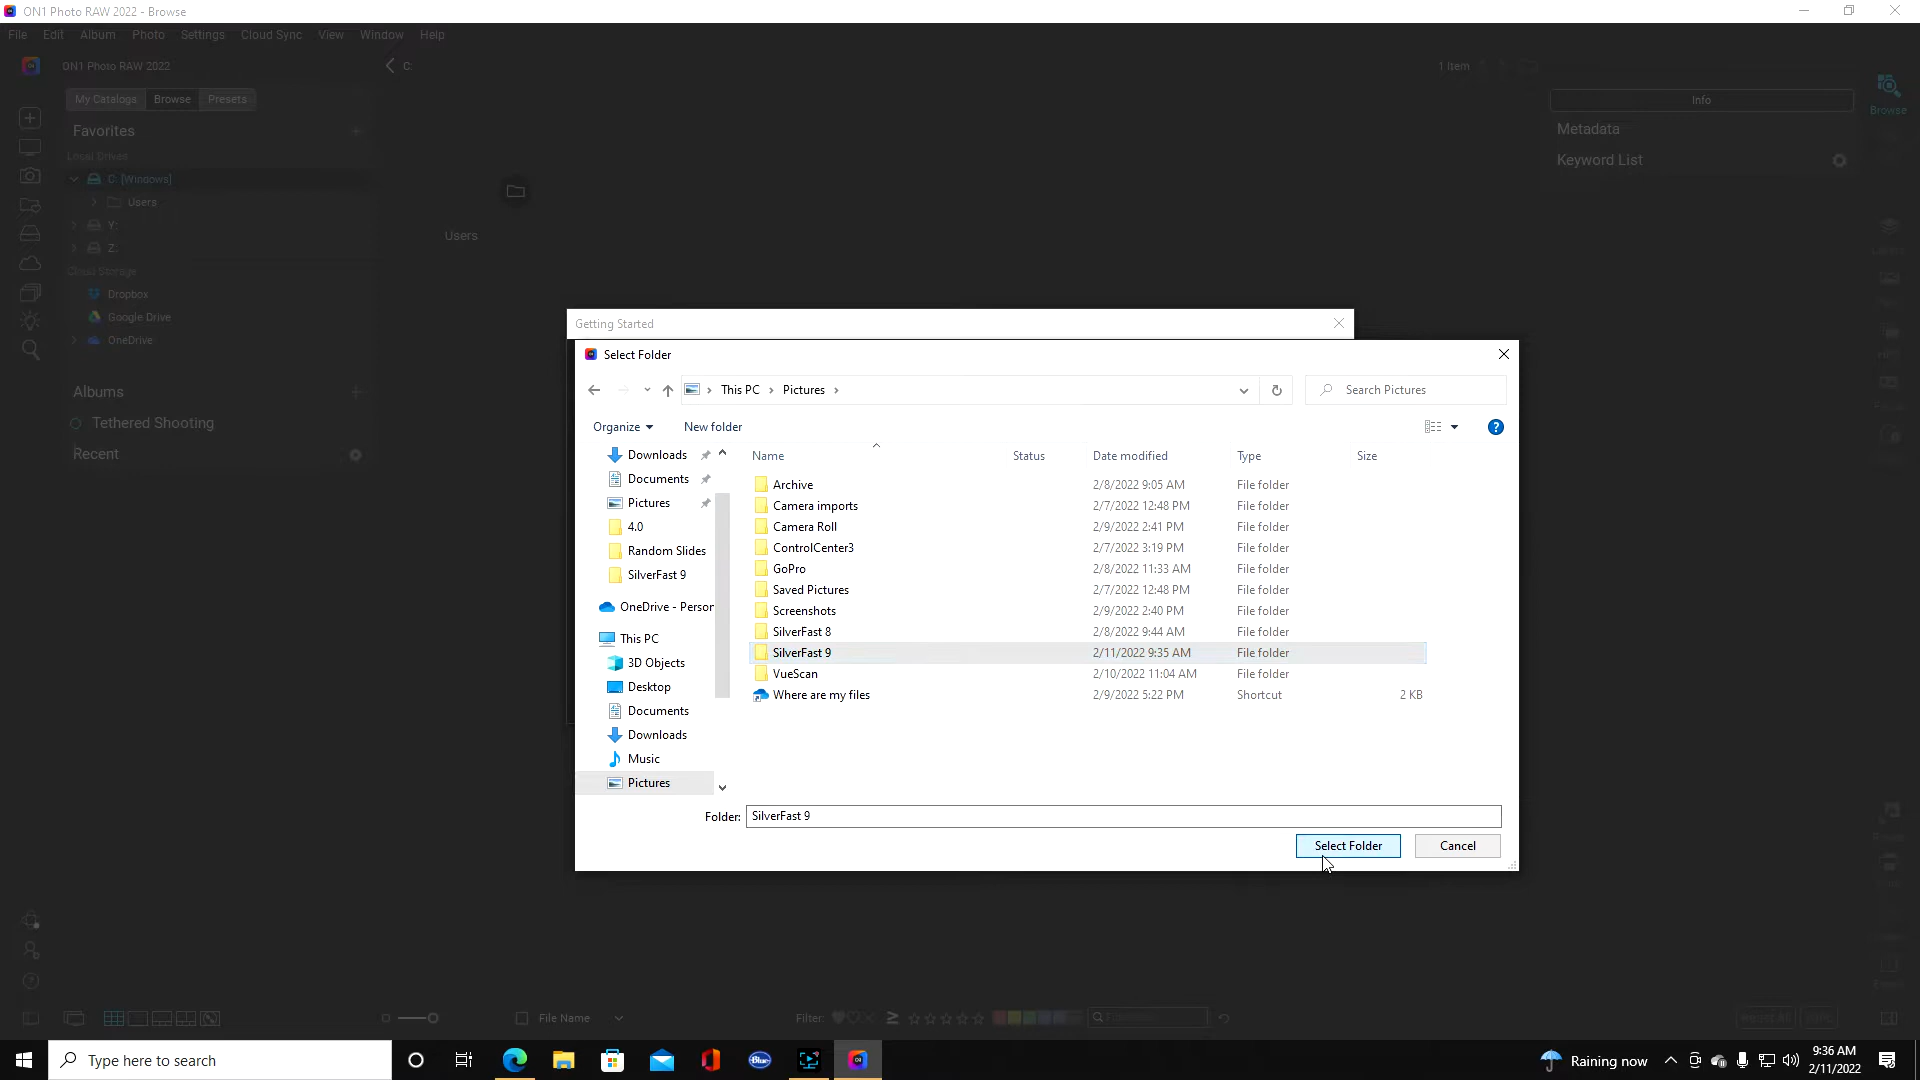 ON1 Photo RAW 2022 - Browse
File Edit Album Photo Settings Cloud Sync View Window Help
ON1 Photo RAW 2022
C:
1 Item
My Catalogs Browse Presets
Info
Browse
Favorites
Metadata
Local Drives
Keyword List
C: [Windows]
Users
Y:
Z:
Users
Cloud Storage
Dropbox
Google Drive
OneDrive
Albums
Tethered Shooting
Recent
Getting Started
Select Folder
This PC > Pictures >
Search Pictures
Organize New folder
Downloads
Documents
Pictures
4.0
Random Slides
SilverFast 9
OneDrive - Person
This PC
3D Objects
Desktop
Documents
Downloads
Music
Pictures
Name Status Date modified Type Size
Archive 2/8/2022 9:05 AM File folder
Camera imports 2/7/2022 12:48 PM File folder
Camera Roll 2/9/2022 2:41 PM File folder
ControlCenter3 2/7/2022 3:19 PM File folder
GoPro 2/8/2022 11:33 AM File folder
Saved Pictures 2/7/2022 12:48 PM File folder
Screenshots 2/9/2022 2:40 PM File folder
SilverFast 8 2/8/2022 9:44 AM File folder
SilverFast 9 2/11/2022 9:35 AM File folder
VueScan 2/10/2022 11:04 AM File folder
Where are my files 2/9/2022 5:22 PM Shortcut 2 KB
Folder: SilverFast 9
Select Folder Cancel
File Name
Filter:
Type here to search
Blue
Raining now
9:36 AM
2/11/2022